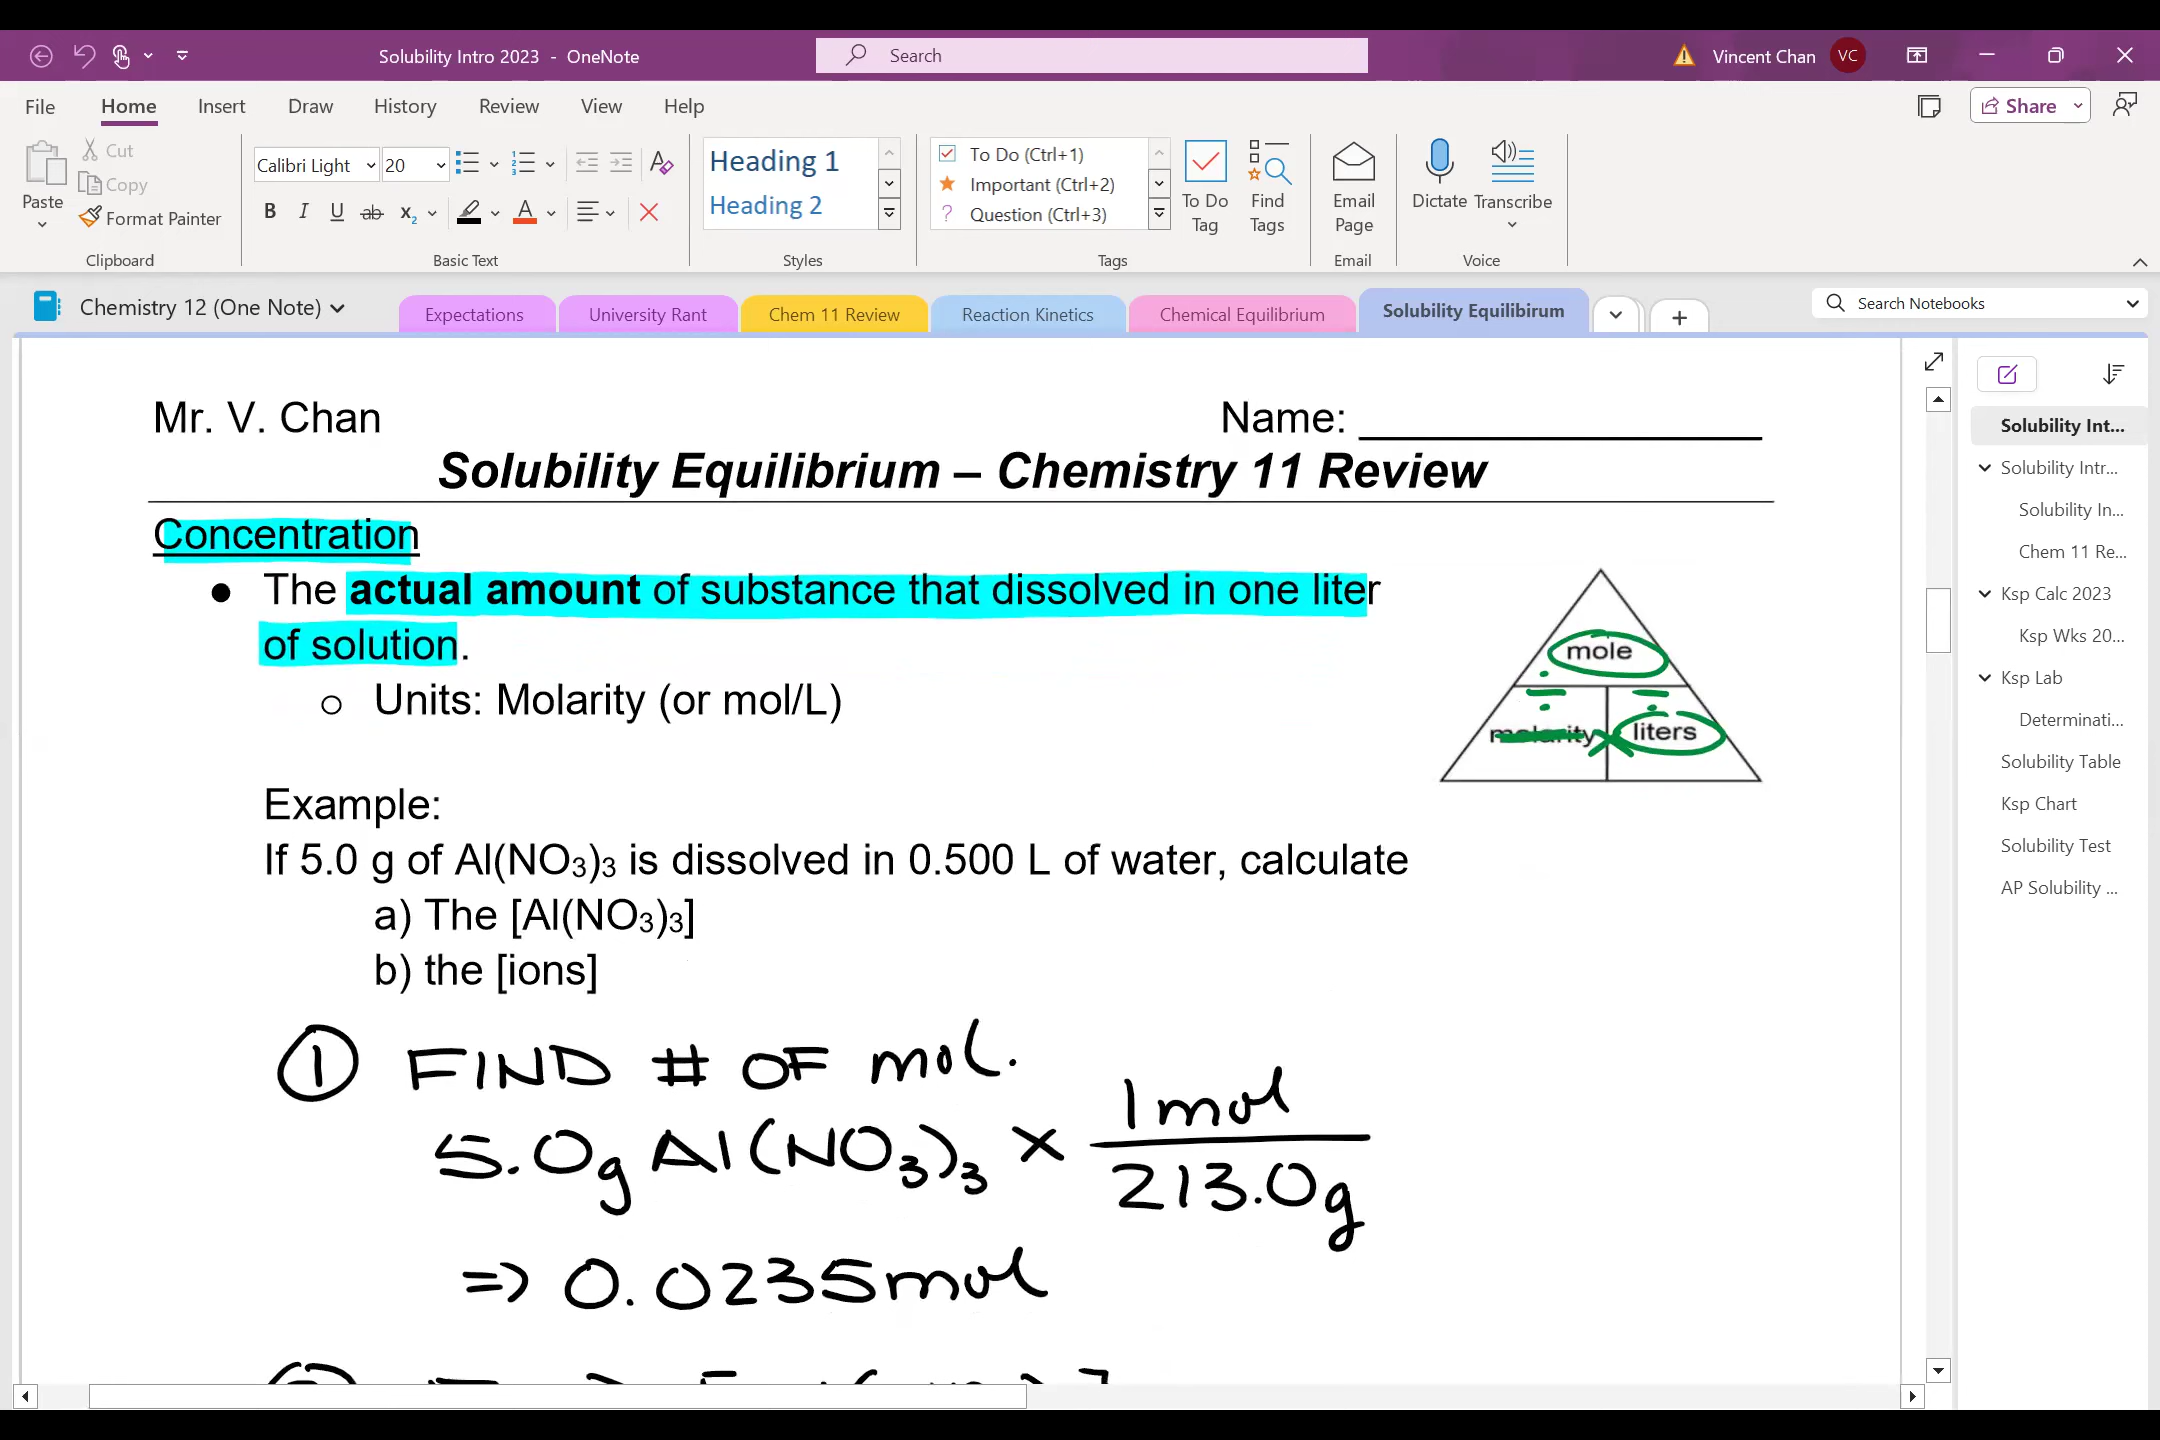 Solubility Intro 2023 - OneNote
Search
Vincent Chan
VC
File
Home
Insert
Draw
History
Review
View
Help
Share
Paste
Cut
Copy
Format Painter
Clipboard
Calibri Light
20
B I U ab x₂ A
Basic Text
Heading 1
Heading 2
Styles
To Do (Ctrl+1)
Important (Ctrl+2)
? Question (Ctrl+3)
To Do Tag
Find Tags
Tags
Email Page
Email
Dictate
Transcribe
Voice
Chemistry 12 (One Note)
Expectations
University Rant
Chem 11 Review
Reaction Kinetics
Chemical Equilibrium
Solubility Equilibirum
+
Search Notebooks
Mr. V. Chan Name: ________________
Solubility Equilibrium – Chemistry 11 Review
Concentration
● The actual amount of substance that dissolved in one liter
of solution.
o Units: Molarity (or mol/L)
mole
molarity
liters
Example:
If 5.0 g of Al(NO₃)₃ is dissolved in 0.500 L of water, calculate
a) The [Al(NO₃)₃]
b) the [ions]
① FIND # OF mol.
5.0g Al(NO₃)₃ × 1mol
213.0g
=> 0.0235mol
Solubility Int...
Solubility Intr...
Solubility In...
Chem 11 Re...
Ksp Calc 2023
Ksp Wks 20...
Ksp Lab
Determinati...
Solubility Table
Ksp Chart
Solubility Test
AP Solubility ...